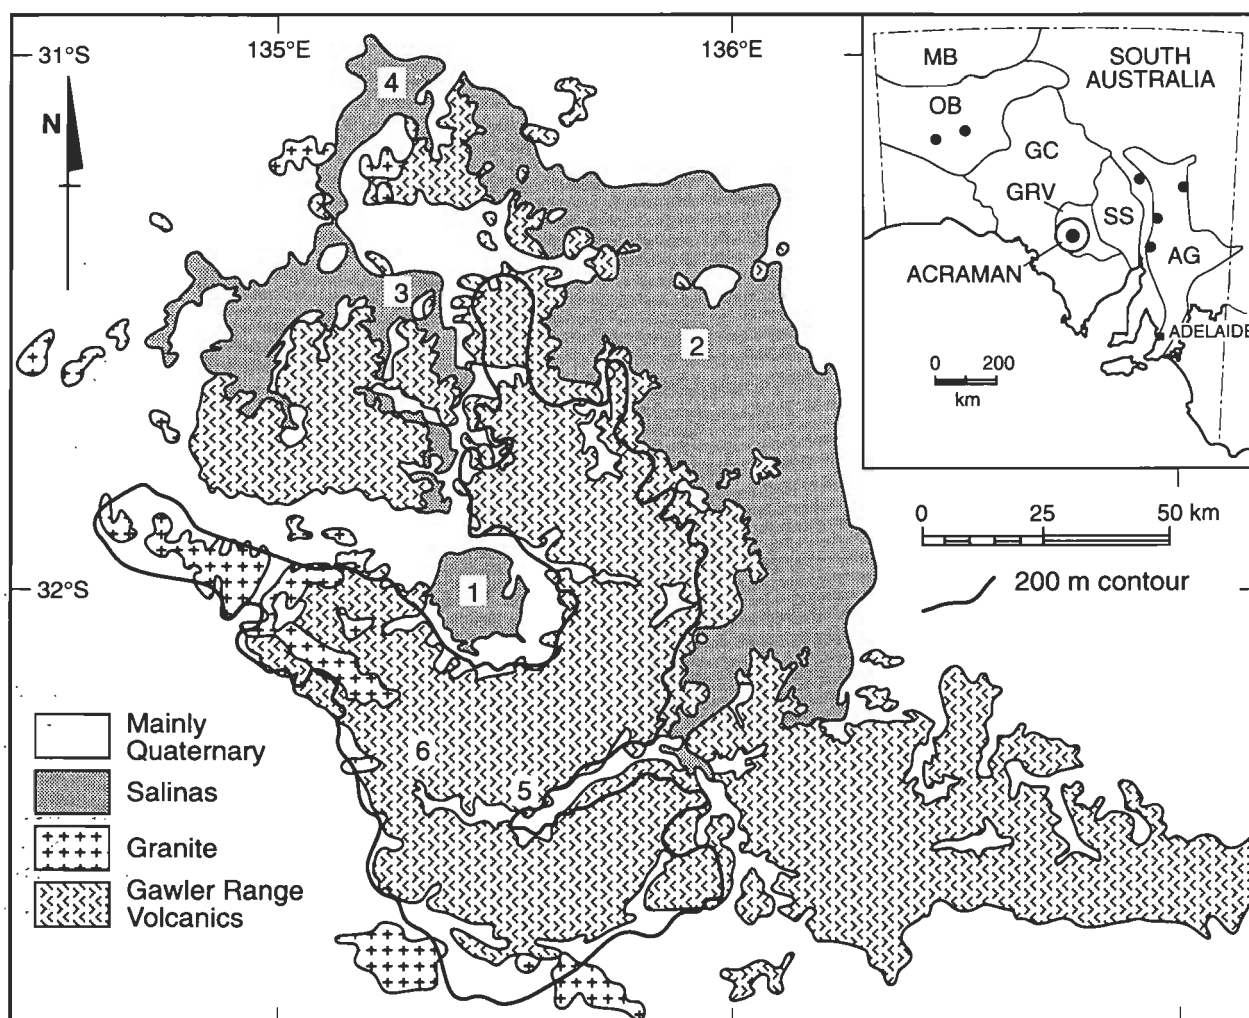 135°E
136°E
31°S
32°S
N
4
3
2
1
6
5
MB
OB
SOUTH
AUSTRALIA
GC
GRV
SS
AG
ACRAMAN
ADELAIDE
0 200
km
0 25 50 km
200 m contour
Mainly
Quaternary
Salinas
Granite
Gawler Range
Volcanics